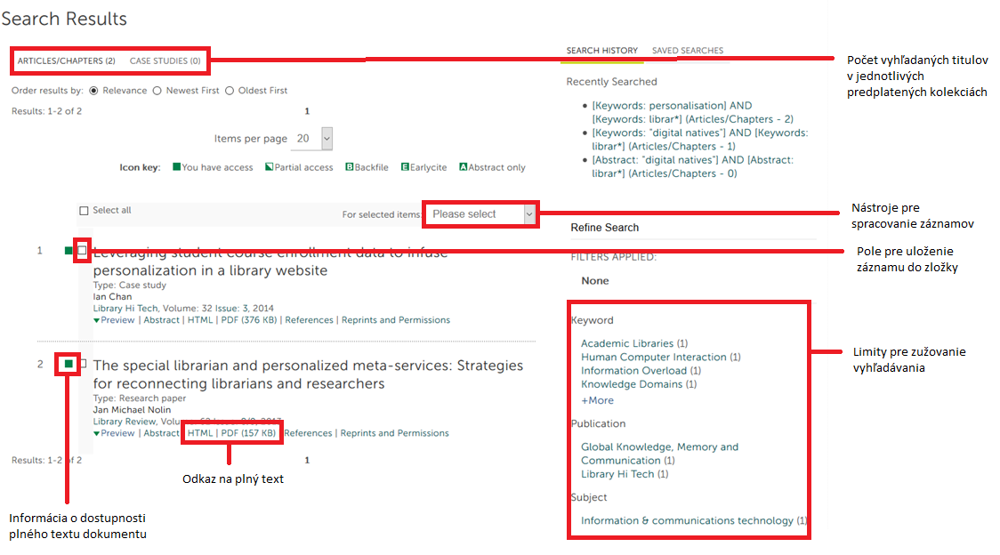 Search Results
ARTICLES/CHAPTERS (2) CASE STUDIES (0)
Order results by: Relevance Newest First Oldest First
Results: 1-2 of 2 1
Items per page 20
Icon key: You have access Partial access B Backfile E Earlycite A Abstract only
Select all
For selected items: Please select
1
Leveraging student course enrollment data to infuse
personalization in a library website
Type: Case study
Ian Chan
Library Hi Tech, Volume: 32 Issue: 3, 2014
Preview | Abstract | HTML | PDF (376 KB) | References | Reprints and Permissions
2
The special librarian and personalized meta-services: Strategies
for reconnecting librarians and researchers
Type: Research paper
Jan Michael Nolin
Library Review, Volume: 62 Issue: 8/9, 2013
Preview | Abstract HTML | PDF (157 KB) References | Reprints and Permissions
Results: 1-2 of 2 1
Odkaz na plný text
Informácia o dostupnosti
plného textu dokumentu
SEARCH HISTORY SAVED SEARCHES
Recently Searched
• [Keywords: personalisation] AND
[Keywords: librar*] (Articles/Chapters - 2)
• [Keywords: "digital natives"] AND [Keywords:
librar*] (Articles/Chapters - 1)
• [Abstract: "digital natives"] AND [Abstract:
librar*] (Articles/Chapters - 0)
Refine Search
FILTERS APPLIED:
None
Keyword
Academic Libraries (1)
Human Computer Interaction (1)
Information Overload (1)
Knowledge Domains (1)
+More
Publication
Global Knowledge, Memory and
Communication (1)
Library Hi Tech (1)
Subject
Information & communications technology (1)
Počet vyhľadaných titulov
v jednotlivých
predplatených kolekciách
Nástroje pre
spracovanie záznamov
Pole pre uloženie
záznamu do zložky
Limity pre zužovanie
vyhľadávania